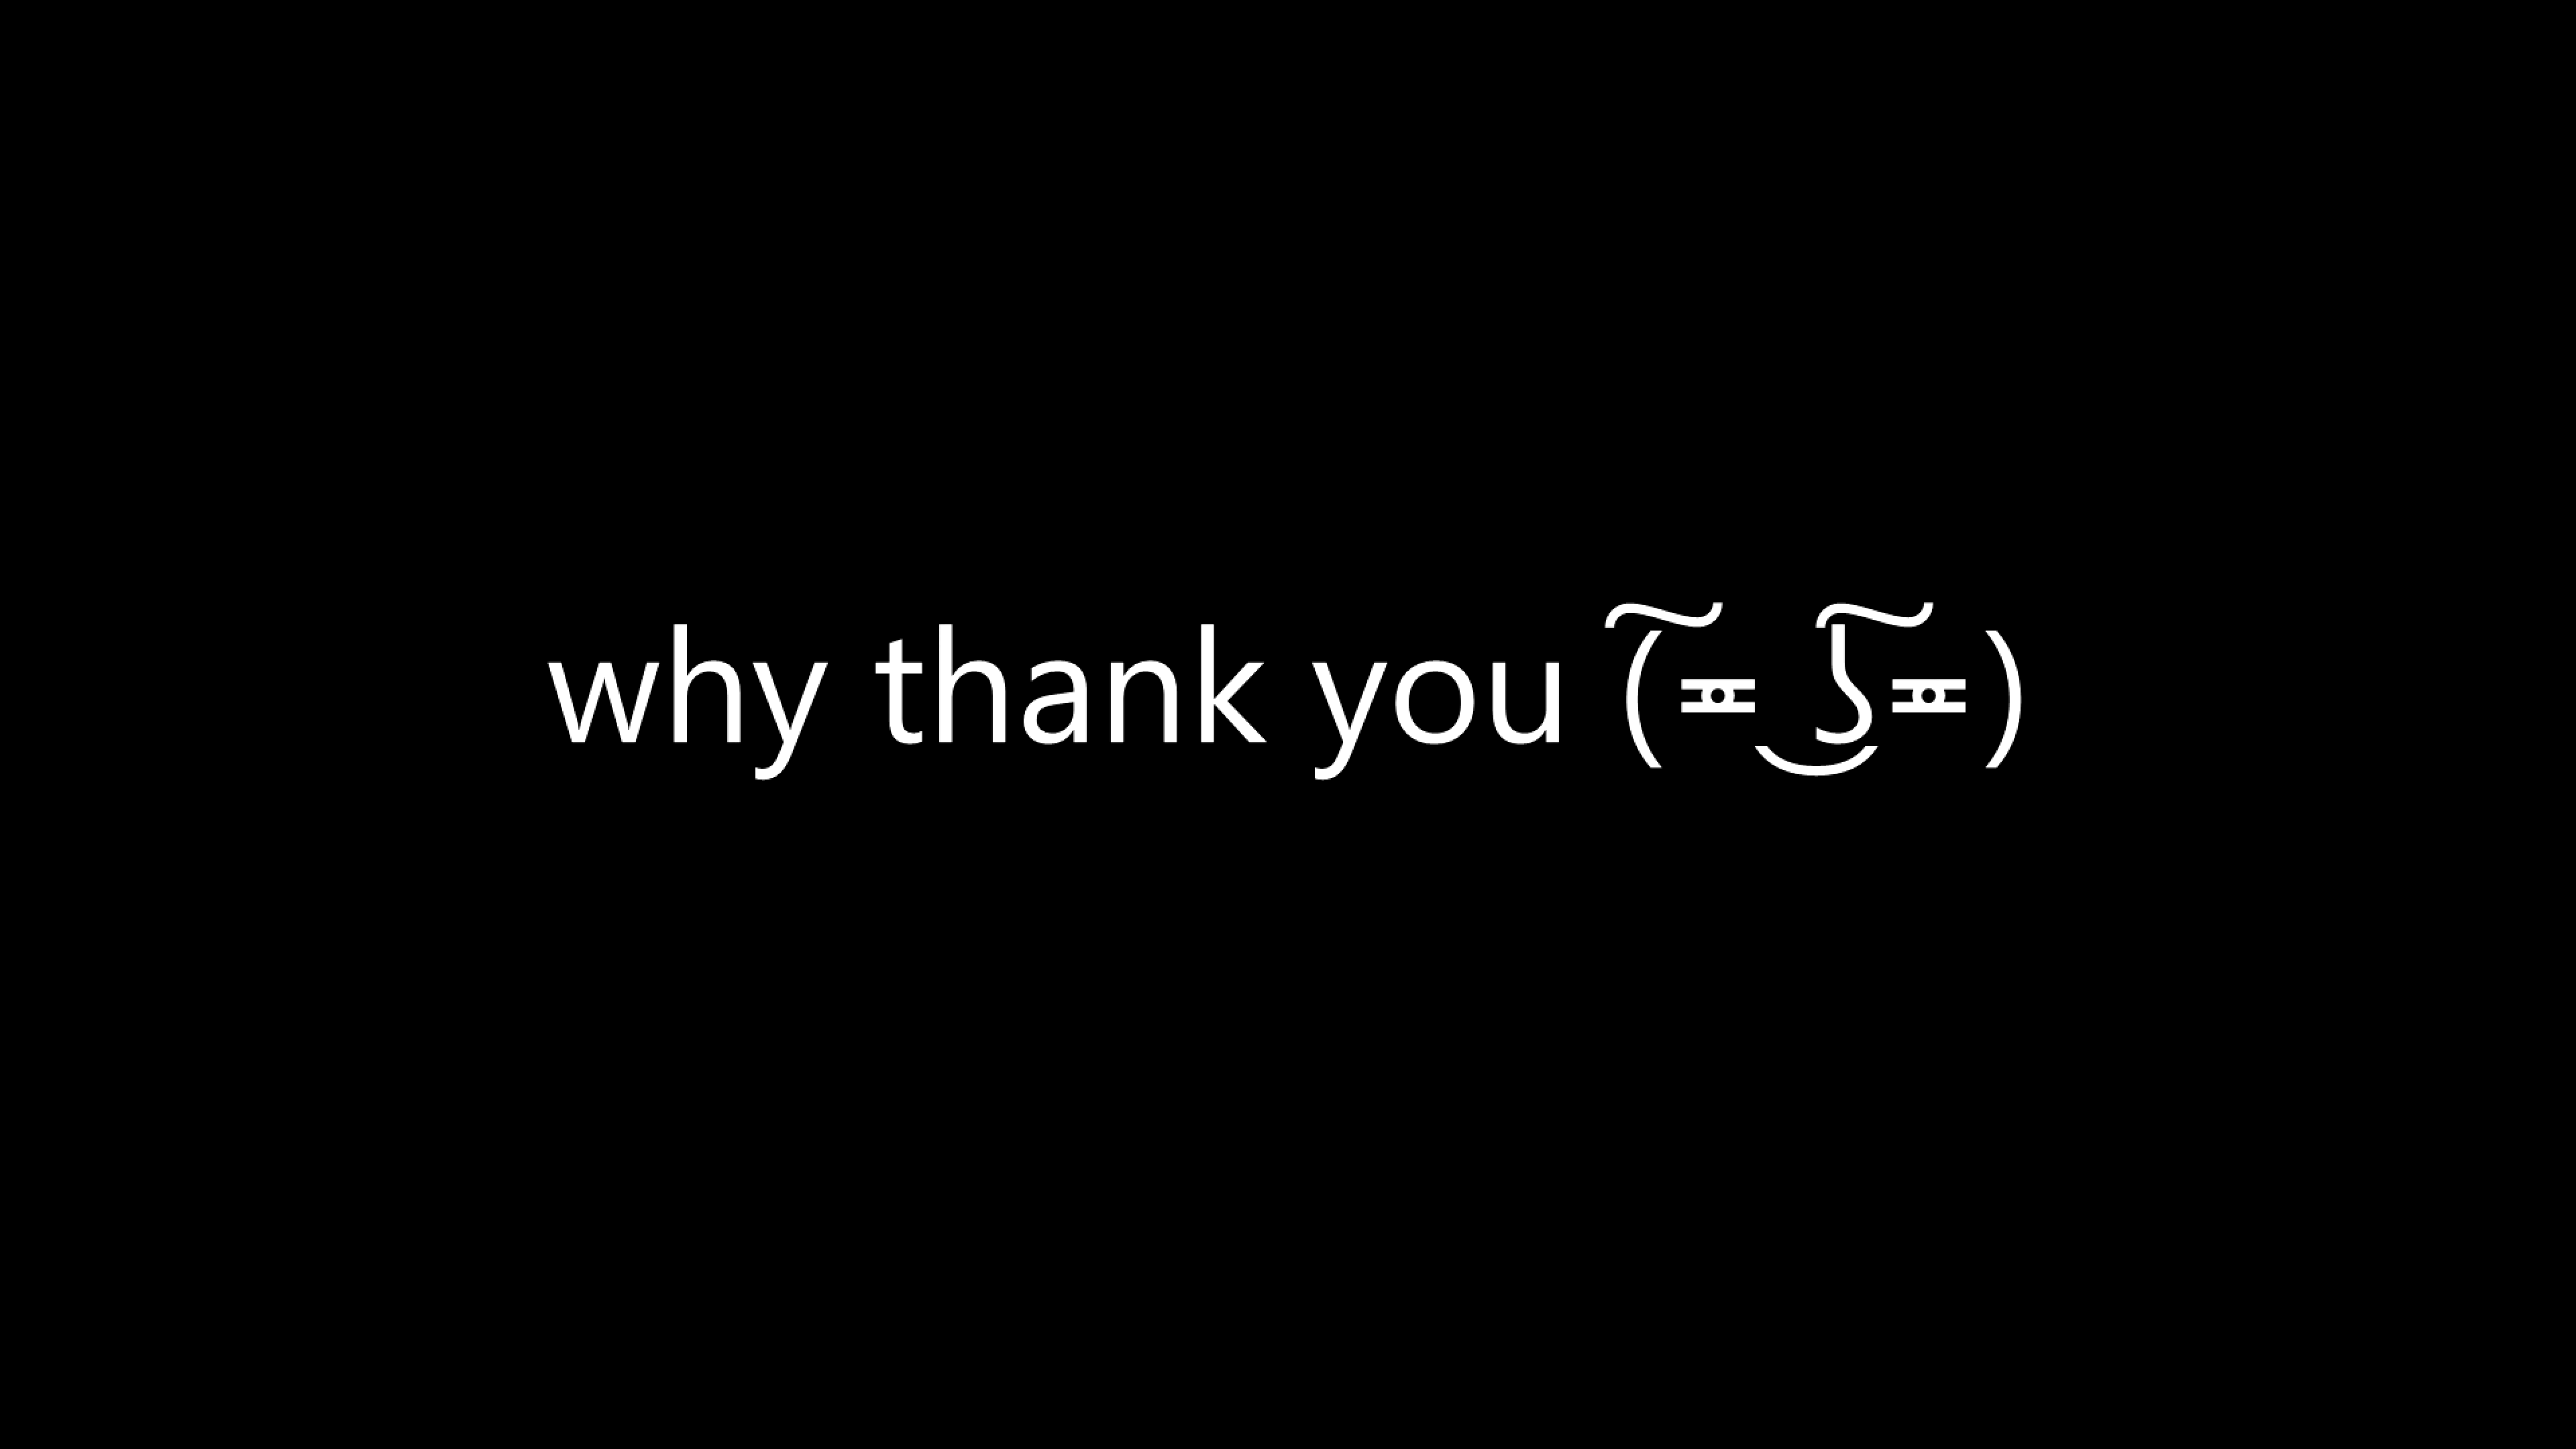 why thank you (͠≖ ͜ʖ͠≖)